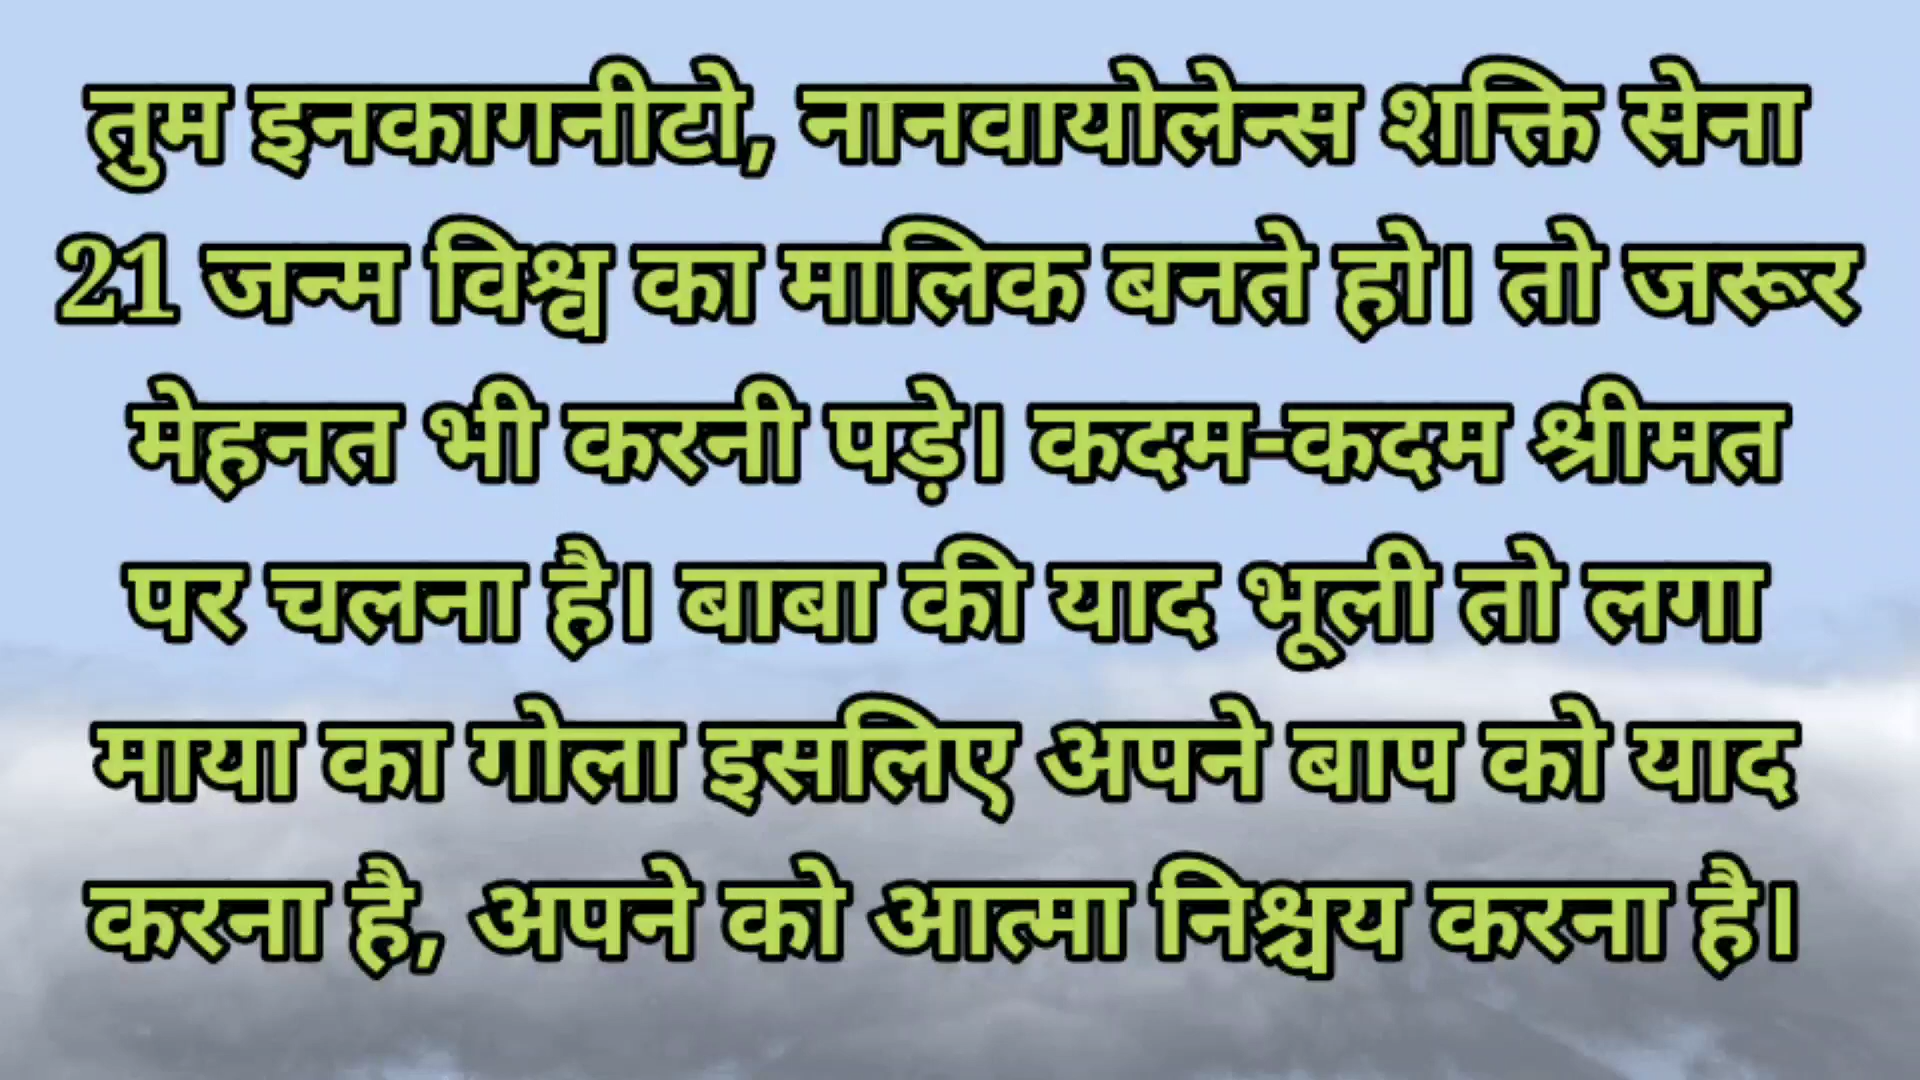 तुम इनकागनीटो, नानवायोलेन्स शक्ति सेना
21 जन्म विश्व का मालिक बनते हो। तो जरूर
मेहनत भी करनी पड़े। कदम-कदम श्रीमत
पर चलना है। बाबा की याद भूली तो लगा
माया का गोला इसलिए अपने बाप को याद
करना है, अपने को आत्मा निश्चय करना है।